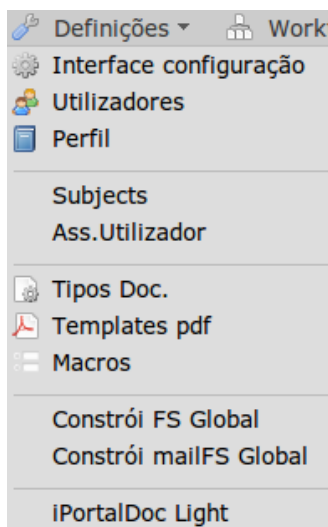 Definições Work
Interface configuração
Utilizadores
Perfil
Subjects
Ass.Utilizador
Tipos Doc.
Templates pdf
Macros
Constrói FS Global
Constrói mailFS Global
iPortalDoc Light